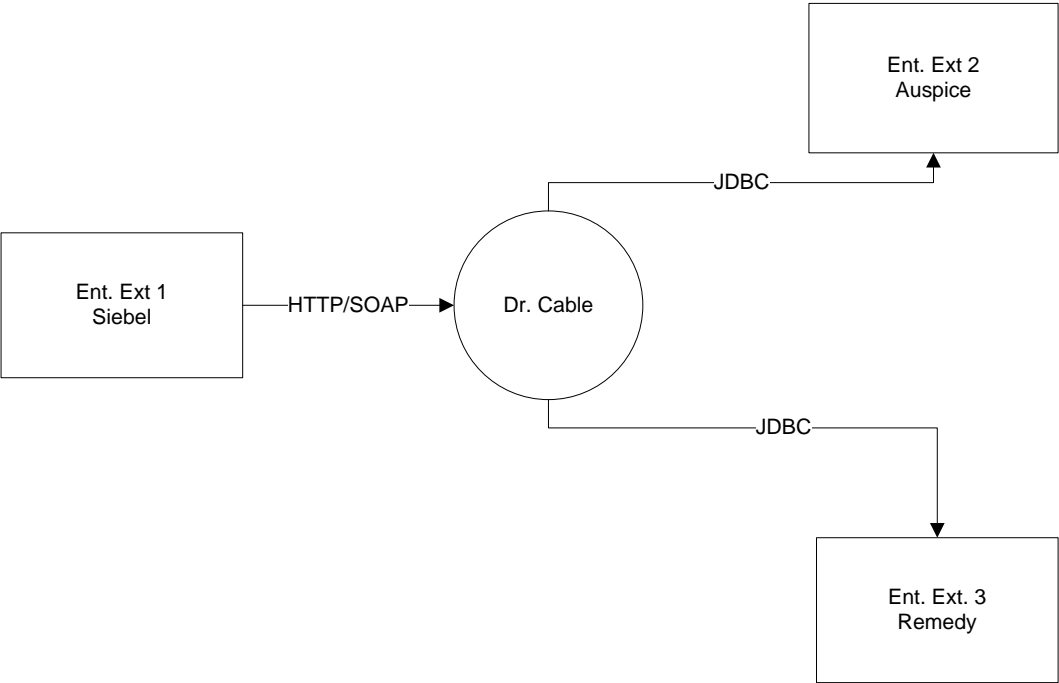 Ent. Ext 2
Auspice
JDBC
Ent. Ext 1
Siebel
HTTP/SOAP
Dr. Cable
JDBC
Ent. Ext. 3
Remedy